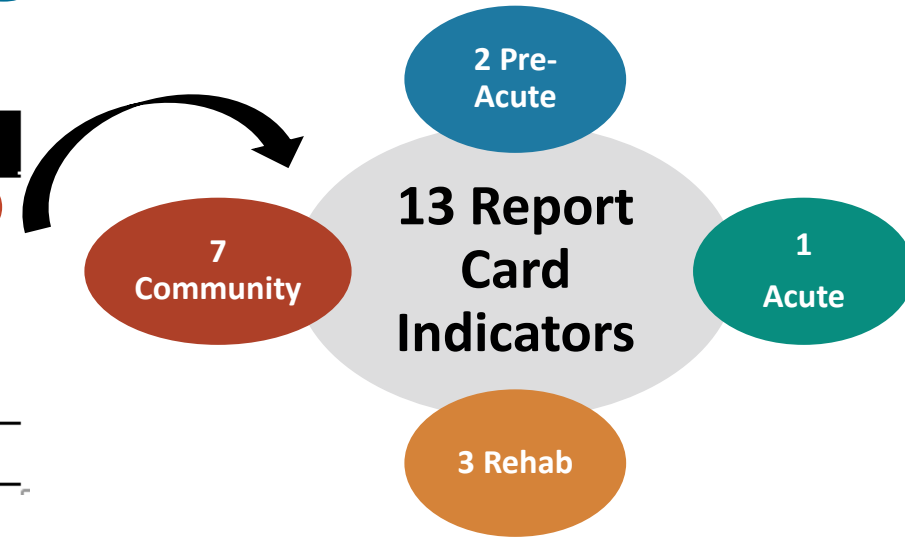 2 Pre-
Acute
13 Report
Card
Indicators
7
Community
1
Acute
3 Rehab